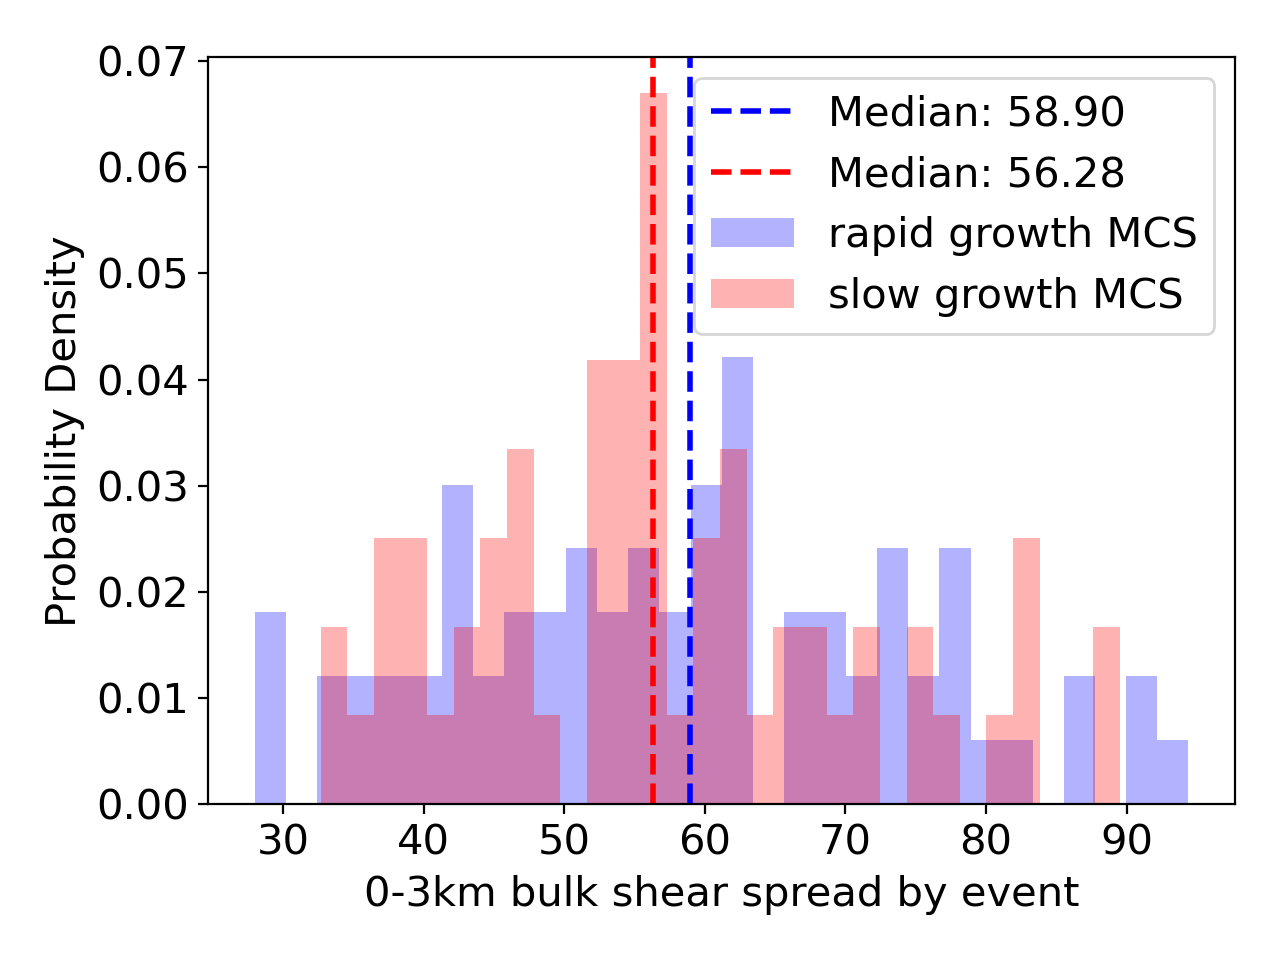 0.07
0.06
0.05
0.04
0.03
0.02
0.01
0.00
Probability Density
Median: 58.90
Median: 56.28
rapid growth MCS
slow growth MCS
30 40 50 60 70 80 90
0-3km bulk shear spread by event